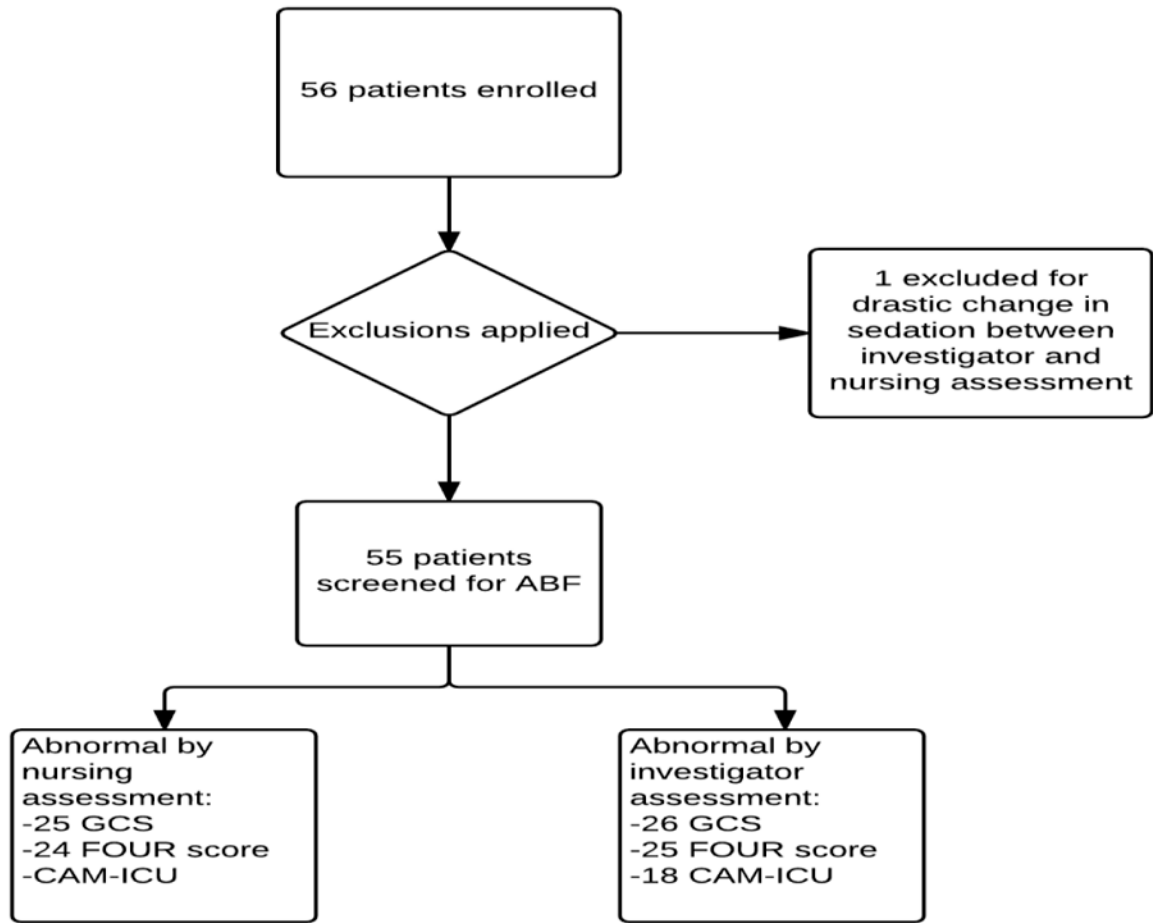 56 patients enrolled
Exclusions applied
1 excluded for
drastic change in
sedation between
investigator and
nursing assessment
55 patients
screened for ABF
Abnormal by
nursing
assessment:
-25 GCS
-24 FOUR score
-CAM-ICU
Abnormal by
investigator
assessment:
-26 GCS
-25 FOUR score
-18 CAM-ICU